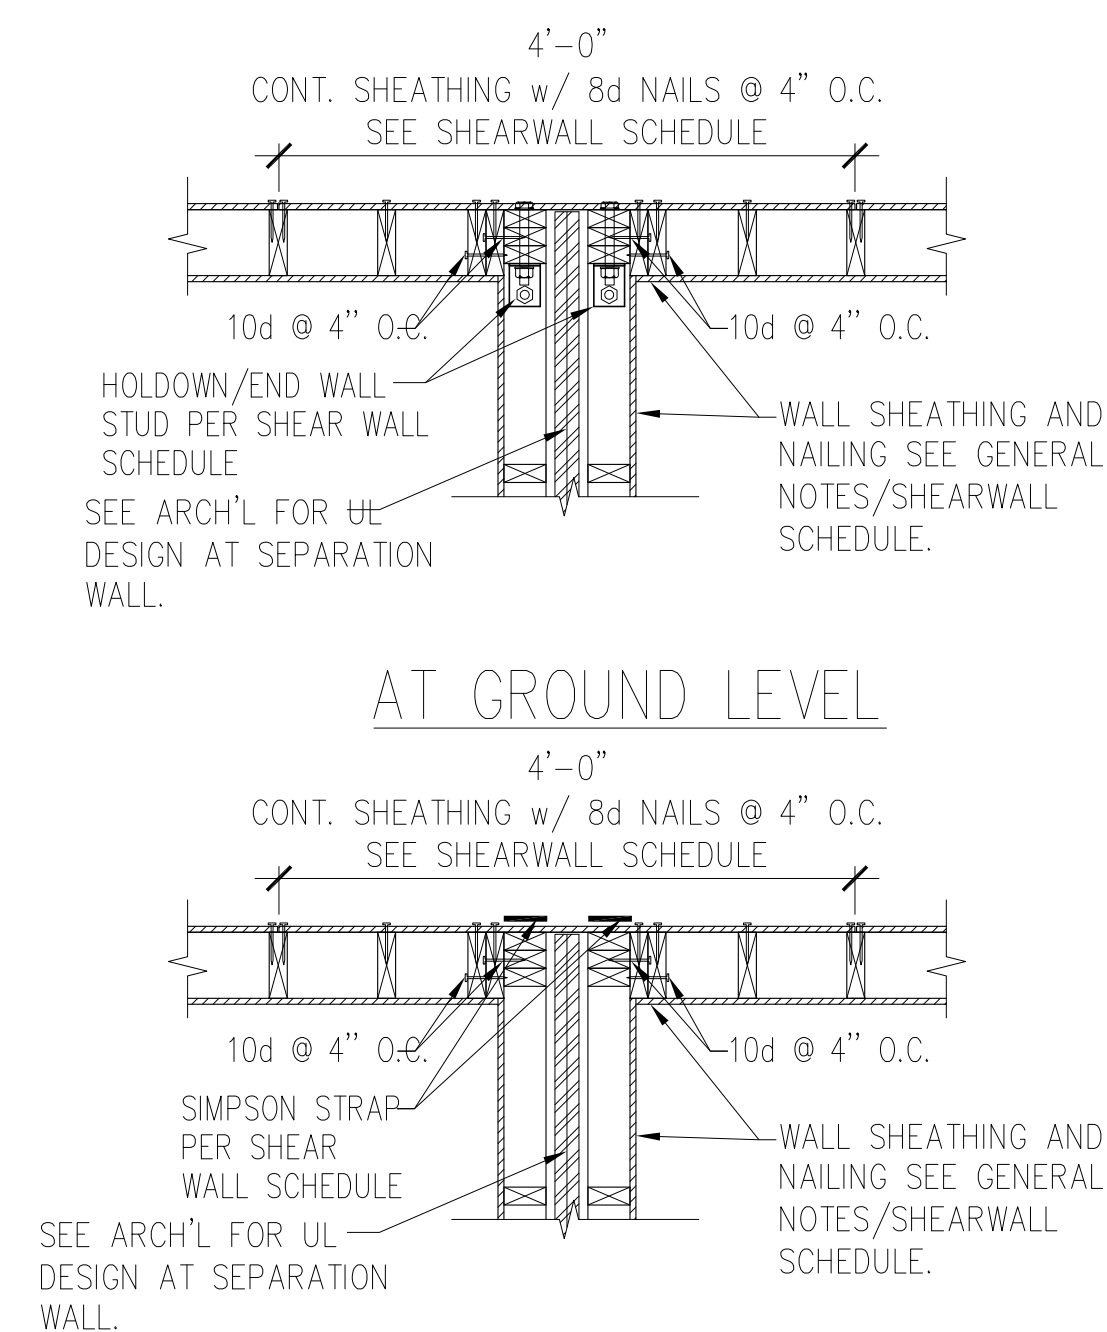 4'-0"
CONT. SHEATHING w/ 8d NAILS @ 4" O.C.
SEE SHEARWALL SCHEDULE
10d @ 4" O.C.
10d @ 4" O.C.
HOLDOWN/END WALL
STUD PER SHEAR WALL
SCHEDULE
WALL SHEATHING AND
NAILING SEE GENERAL
NOTES/SHEARWALL
SCHEDULE.
SEE ARCH'L FOR UL
DESIGN AT SEPARATION
WALL.
AT GROUND LEVEL
4'-0"
CONT. SHEATHING w/ 8d NAILS @ 4" O.C.
SEE SHEARWALL SCHEDULE
10d @ 4" O.C.
10d @ 4" O.C.
SIMPSON STRAP
PER SHEAR
WALL SCHEDULE
WALL SHEATHING AND
NAILING SEE GENERAL
NOTES/SHEARWALL
SCHEDULE.
SEE ARCH'L FOR UL
DESIGN AT SEPARATION
WALL.